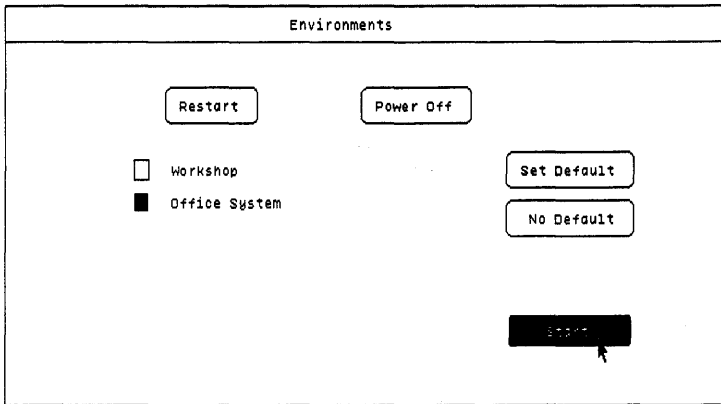 Environments
Restart Power Off
Workshop Set Default
Office System
No Default
Start